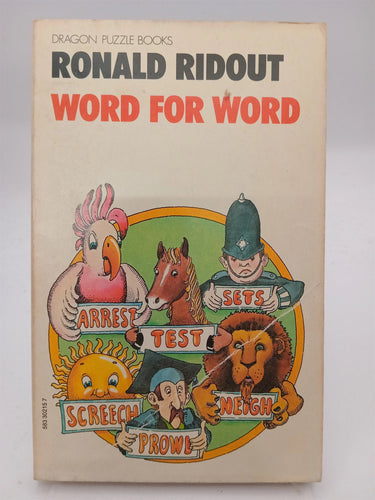 DRAGON PUZZLE BOOKS
RONALD RIDOUT
WORD FOR WORD
SETS
ARREST
TEST
SCREECH
NEIGH
PROWL
583 30215 7